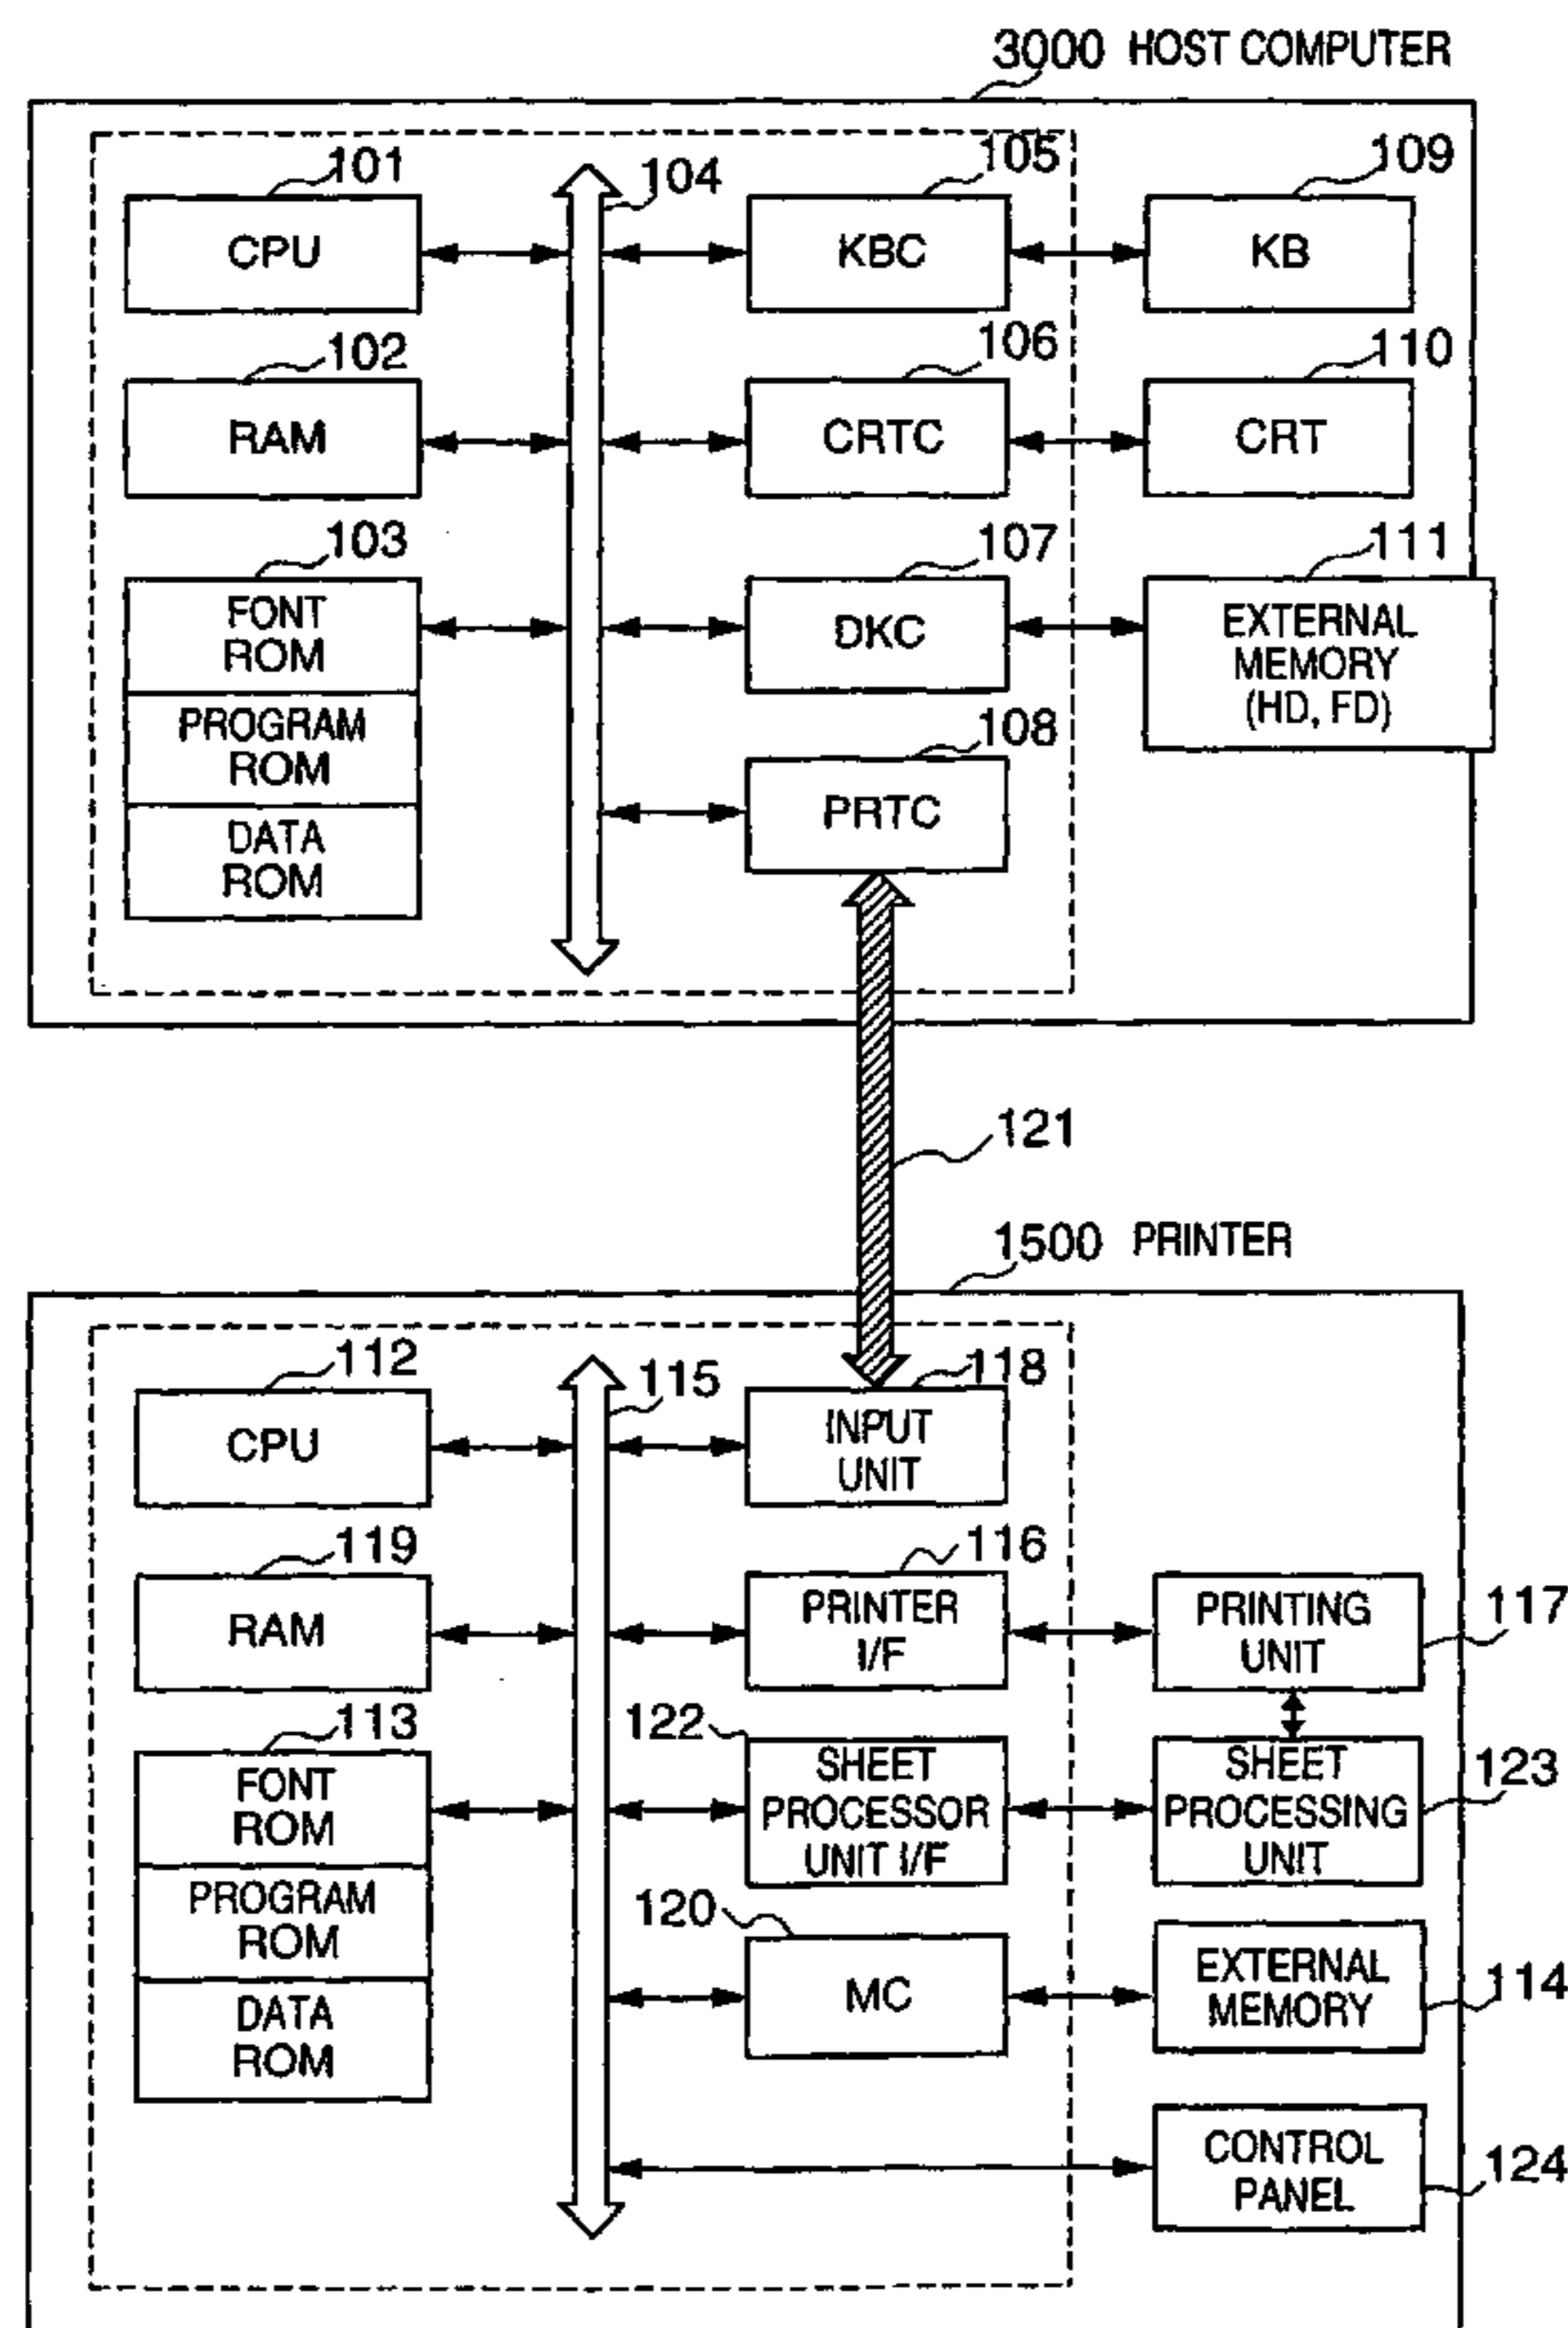 3000 HOST COMPUTER
101
104
105
109
CPU
KBC
KB
102
106
110
RAM
CRTC
CRT
103
107
111
FONT
ROM
PROGRAM
ROM
DATA
ROM
DKC
EXTERNAL
MEMORY
(HD, FD)
108
PRTC
121
1500 PRINTER
112
115
118
CPU
INPUT
UNIT
119
116
RAM
PRINTER
I/F
PRINTING
UNIT
117
113
122
FONT
ROM
PROGRAM
ROM
DATA
ROM
SHEET
PROCESSOR
UNIT I/F
SHEET
PROCESSING
UNIT
123
120
MC
EXTERNAL
MEMORY
114
CONTROL
PANEL
124